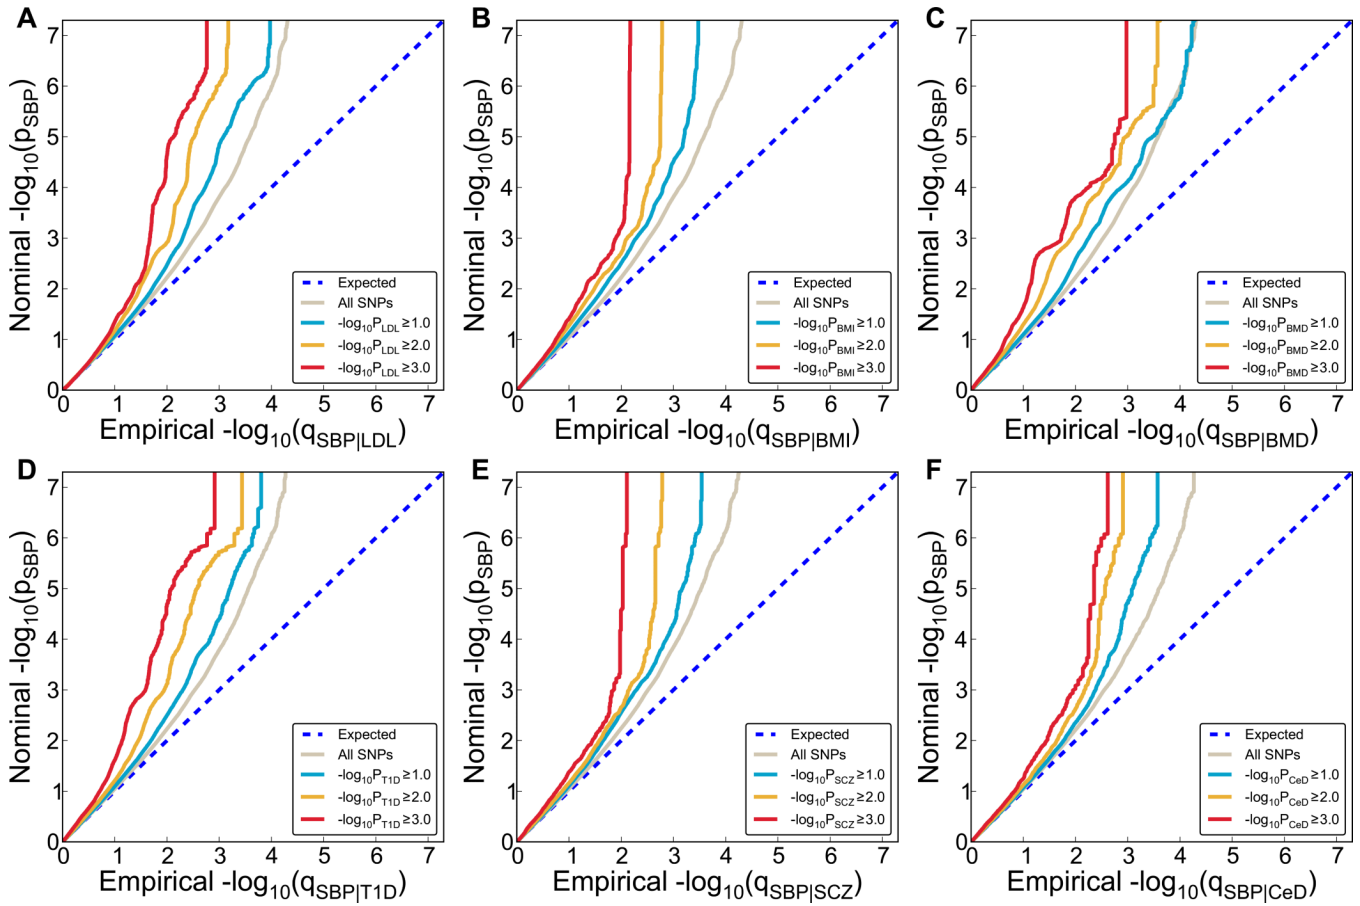 A
Nominal -log10(pSBP)
7
6
5
4
3
2
1
0
Expected
All SNPs
-log10PLDL≥1.0
-log10PLDL≥2.0
-log10PLDL≥3.0
0 1 2 3 4 5 6 7
Empirical -log10(qSBP|LDL)
B
Nominal -log10(pSBP)
7
6
5
4
3
2
1
0
Expected
All SNPs
-log10PBMI≥1.0
-log10PBMI≥2.0
-log10PBMI≥3.0
0 1 2 3 4 5 6 7
Empirical -log10(qSBP|BMI)
C
Nominal -log10(pSBP)
7
6
5
4
3
2
1
0
Expected
All SNPs
-log10PBMD≥1.0
-log10PBMD≥2.0
-log10PBMD≥3.0
0 1 2 3 4 5 6 7
Empirical -log10(qSBP|BMD)
D
Nominal -log10(pSBP)
7
6
5
4
3
2
1
0
Expected
All SNPs
-log10PT1D≥1.0
-log10PT1D≥2.0
-log10PT1D≥3.0
0 1 2 3 4 5 6 7
Empirical -log10(qSBP|T1D)
E
Nominal -log10(pSBP)
7
6
5
4
3
2
1
0
Expected
All SNPs
-log10PSCZ≥1.0
-log10PSCZ≥2.0
-log10PSCZ≥3.0
0 1 2 3 4 5 6 7
Empirical -log10(qSBP|SCZ)
F
Nominal -log10(pSBP)
7
6
5
4
3
2
1
0
Expected
All SNPs
-log10PCeD≥1.0
-log10PCeD≥2.0
-log10PCeD≥3.0
0 1 2 3 4 5 6 7
Empirical -log10(qSBP|CeD)